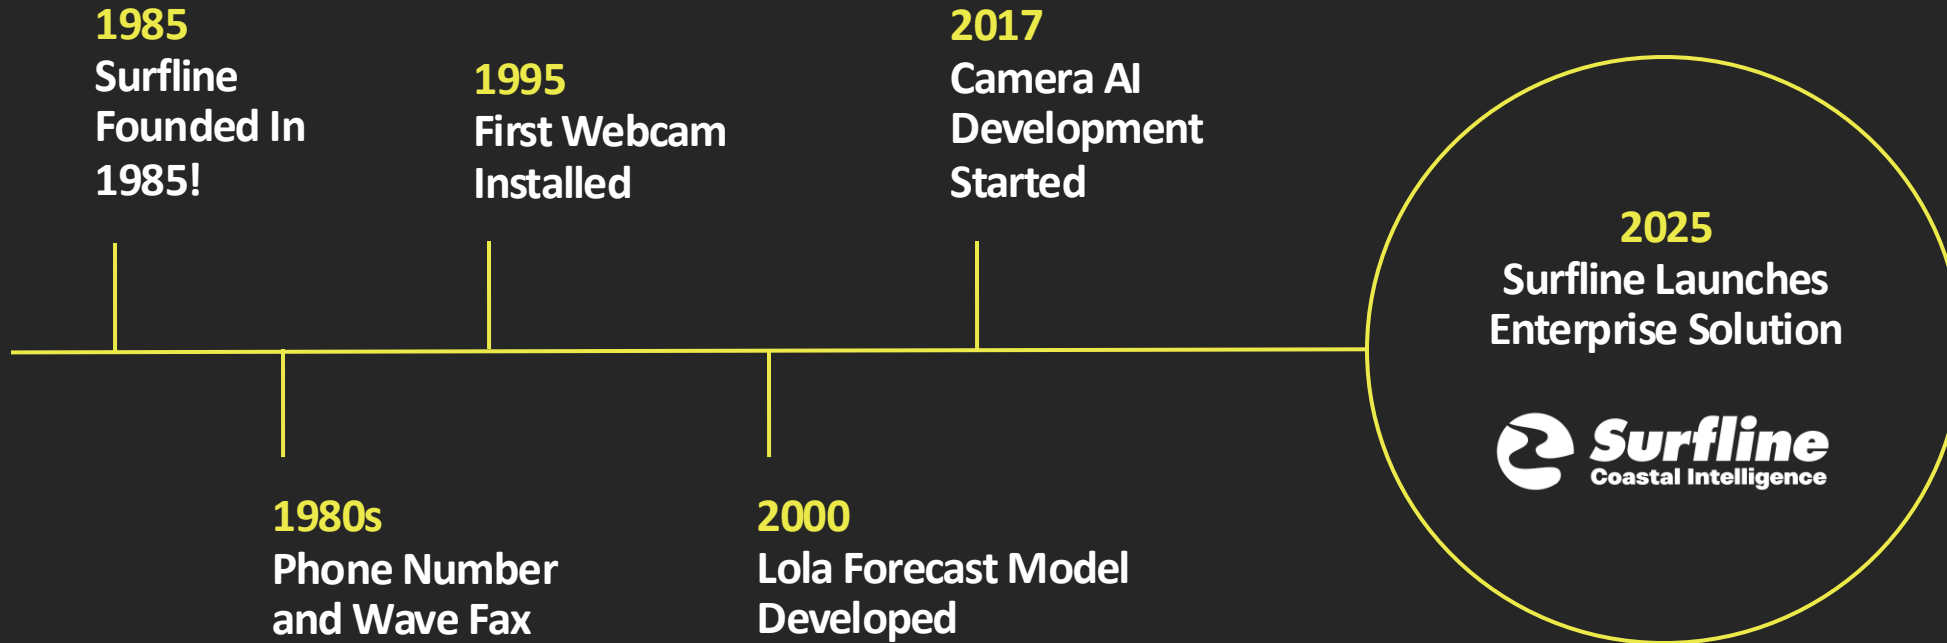 1985
Surfline
Founded In
1985!
1980s
Phone Number
and Wave Fax
1995
First Webcam
Installed
2000
Lola Forecast Model
Developed
2017
Camera AI
Development
Started
2025
Surfline Launches
Enterprise Solution
Surfline
Coastal Intelligence